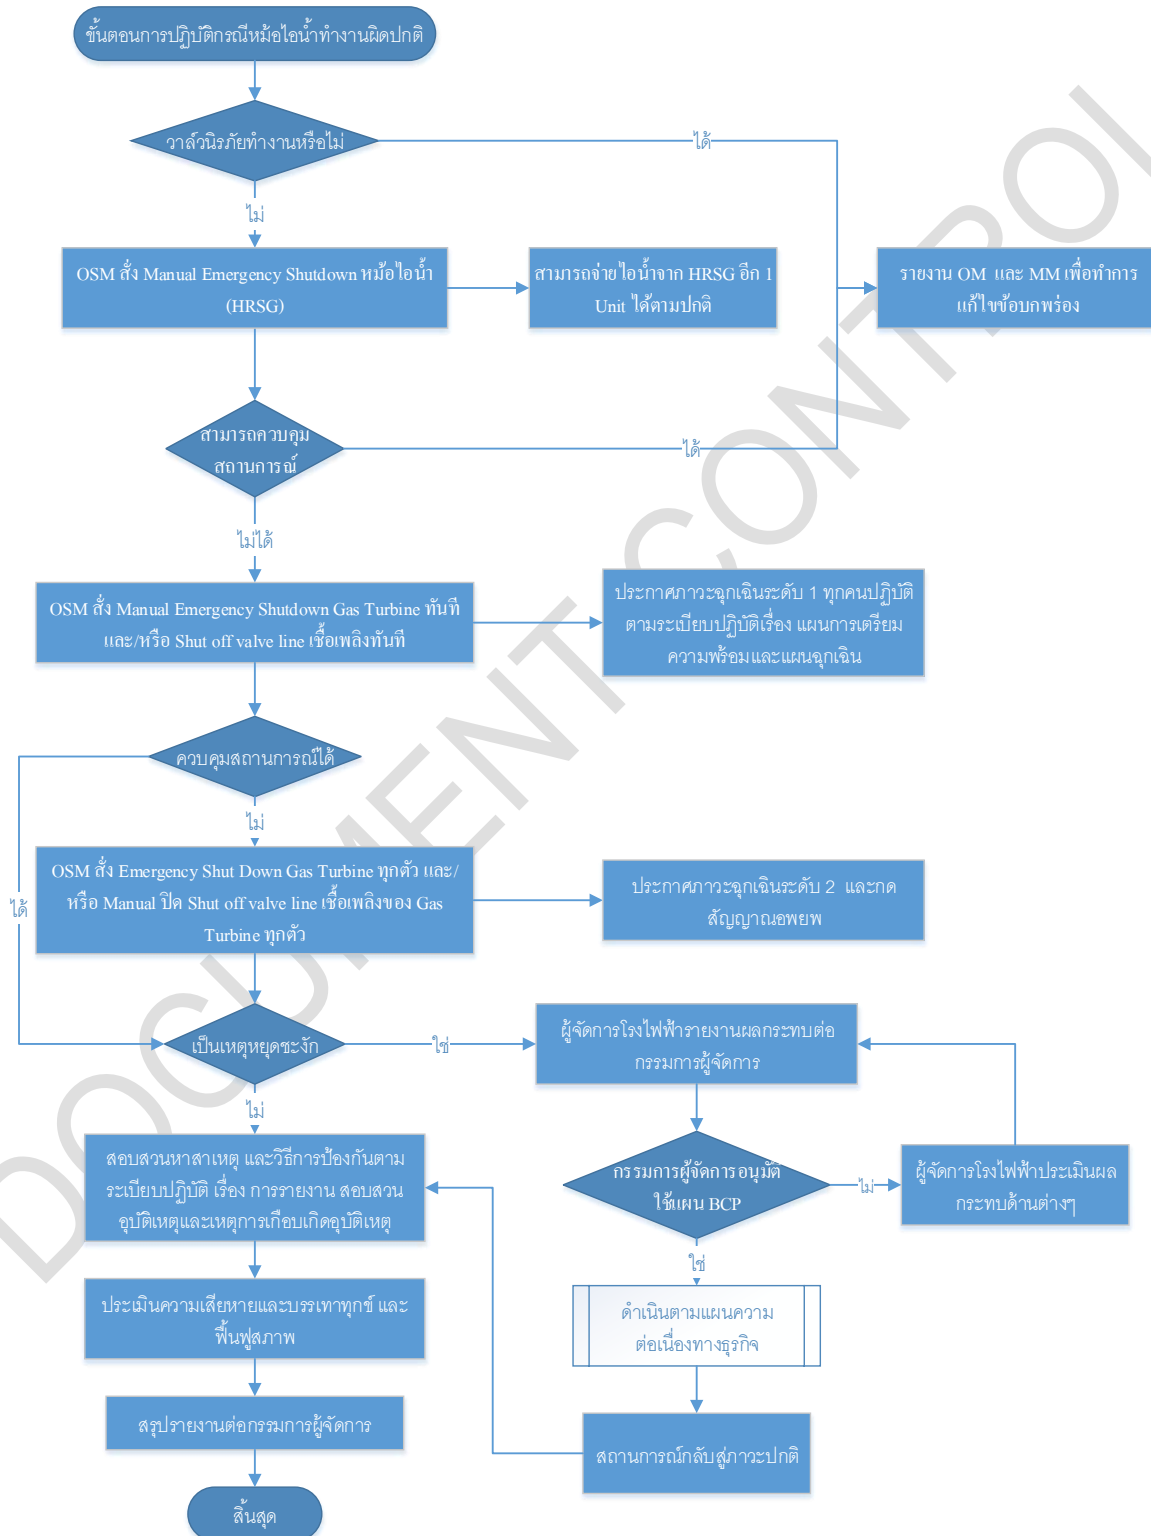 ขั้นตอนการปฏิบัติกรณีหม้อไอน้ำทำงานผิดปกติ
วาล์วนิรภัยทำงานหรือไม่
ได้
ไม่
OSM สั่ง Manual Emergency Shutdown หม้อไอน้ำ
(HRSG)
สามารถจ่ายไอน้ำจาก HRSG อีก 1
Unit ได้ตามปกติ
รายงาน OM และ MM เพื่อทำการ
แก้ไขข้อบกพร่อง
สามารถควบคุม
สถานการณ์
ได้
ไม่ได้
OSM สั่ง Manual Emergency Shutdown Gas Turbine ทันที
และ/หรือ Shut off valve line เชื้อเพลิงทันที
ประกาศภาวะฉุกเฉินระดับ 1 ทุกคนปฏิบัติ
ตามระเบียบปฏิบัติเรื่อง แผนการเตรียม
ความพร้อมและแผนฉุกเฉิน
ควบคุมสถานการณ์ได้
ไม่
ได้
OSM สั่ง Emergency Shut Down Gas Turbine ทุกตัว และ/
หรือ Manual ปิด Shut off valve line เชื้อเพลิงของ Gas
Turbine ทุกตัว
ประกาศภาวะฉุกเฉินระดับ 2 และกด
สัญญาณอพยพ
เป็นเหตุหยุดชะงัก
ใช่
ไม่
ผู้จัดการโรงไฟฟ้ารายงานผลกระทบต่อ
กรรมการผู้จัดการ
สอบสวนหาสาเหตุ และวิธีการป้องกันตาม
ระเบียบปฏิบัติ เรื่อง การรายงาน สอบสวน
อุบัติเหตุและเหตุการเกือบเกิดอุบัติเหตุ
กรรมการผู้จัดการอนุมัติ
ใช้แผน BCP
ไม่
ผู้จัดการโรงไฟฟ้าประเมินผล
กระทบด้านต่างๆ
ใช่
ประเมินความเสียหายและบรรเทาทุกข์ และ
ฟื้นฟูสภาพ
ดำเนินตามแผนความ
ต่อเนื่องทางธุรกิจ
สรุปรายงานต่อกรรมการผู้จัดการ
สถานการณ์กลับสู่ภาวะปกติ
สิ้นสุด
DOCUMENT CONTROL